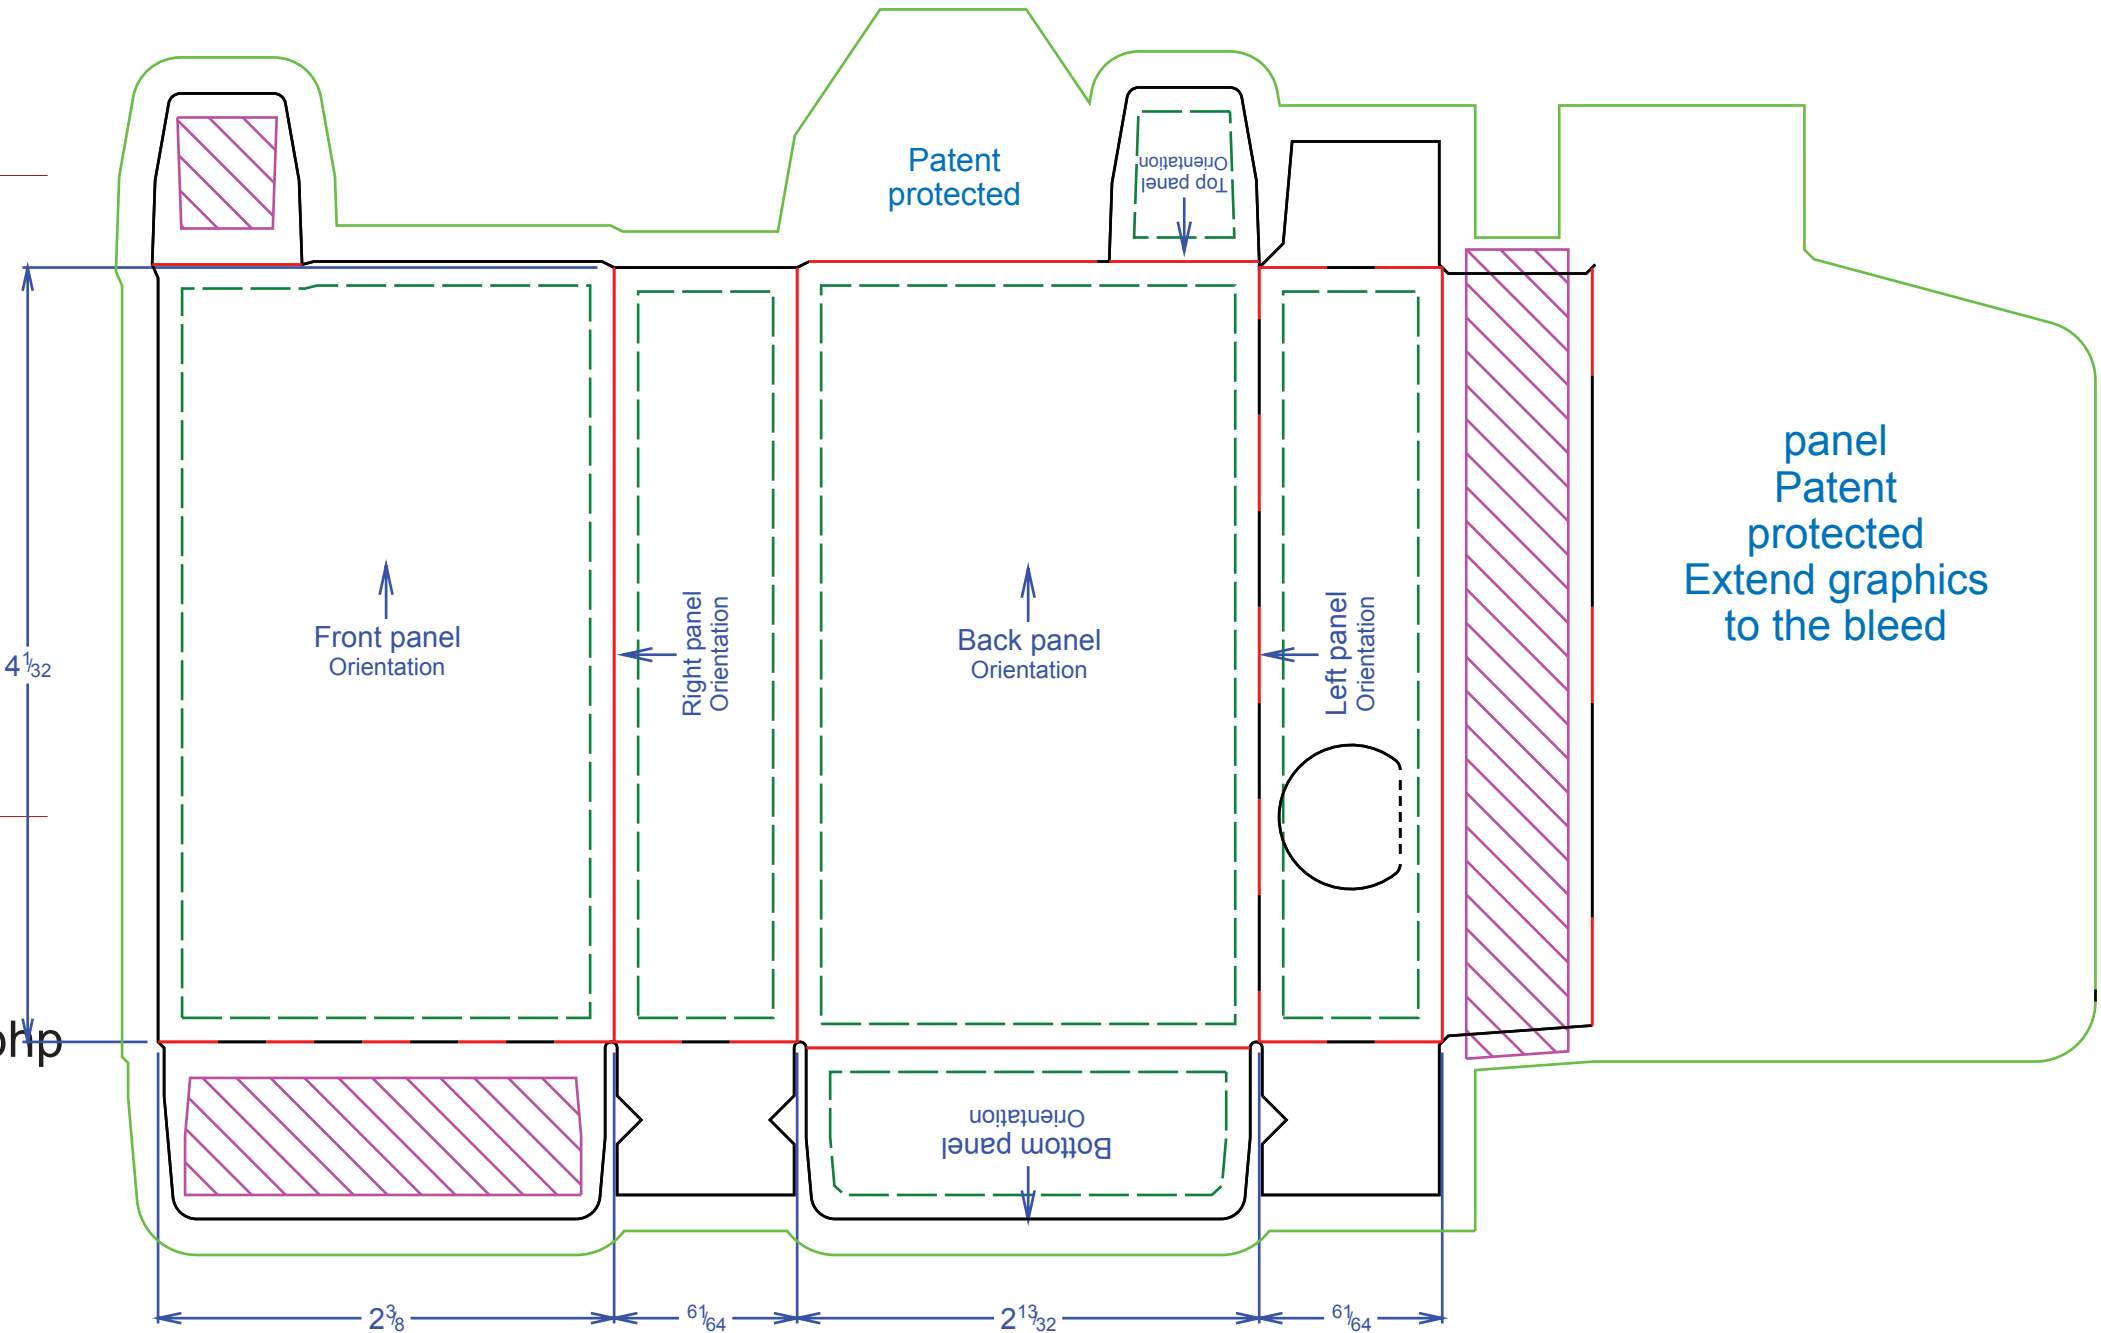 Patent
protected
Top panel
Orientation
panel
Patent
protected
Extend graphics
to the bleed
Front panel
Orientation
Right panel
Orientation
Back panel
Orientation
Left panel
Orientation
4 1/32
php
Bottom panel
Orientation
2 3/8
61/64
2 13/32
61/64